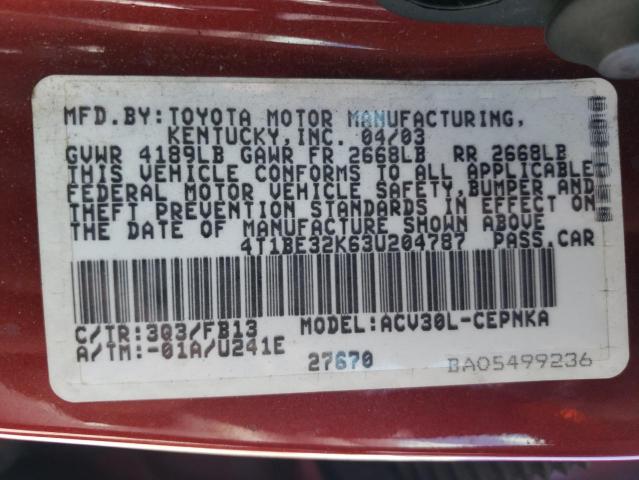 MFD.BY:TOYOTA MOTOR MANUFACTURING,
KENTUCKY,INC. 04/03
GVWR 4189LB GAWR FR 2668LB RR 2668LB
THIS VEHICLE CONFORMS TO ALL APPLICABLE
FEDERAL MOTOR VEHICLE SAFETY,BUMPER AND
THEFT PREVENTION STANDARDS IN EFFECT ON
THE DATE OF MANUFACTURE SHOWN ABOVE.
4T1BE32K63U204787 PASS.CAR
C/TR:3Q3/FB13 MODEL:ACV30L-CEPNKA
A/TM:-01A/U241E
27670 BA05499236